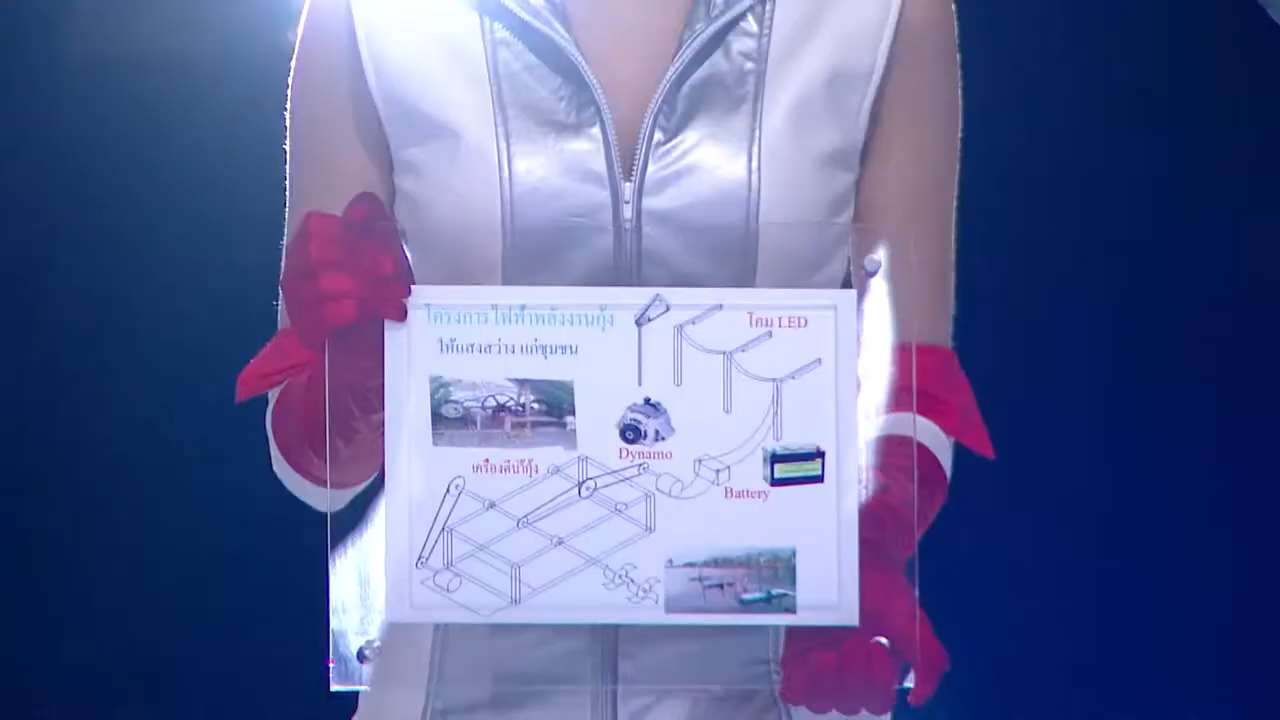 โครงการไฟฟ้าพลังงานกุ้ง
ให้แสงสว่าง แก่ชุมชน
โคม LED
Dynamo
เครื่องตีน้ำกุ้ง
Battery